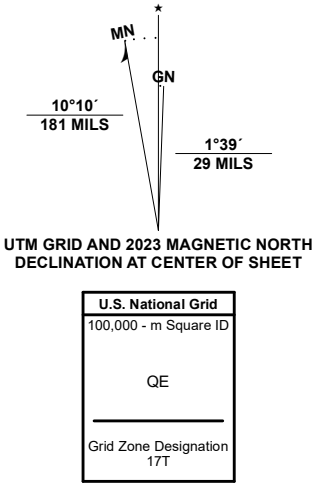 ★
MN
GN
10°10´
181 MILS
1°39´
29 MILS
UTM GRID AND 2023 MAGNETIC NORTH
DECLINATION AT CENTER OF SHEET
U.S. National Grid
100,000 - m Square ID
QE
Grid Zone Designation
17T